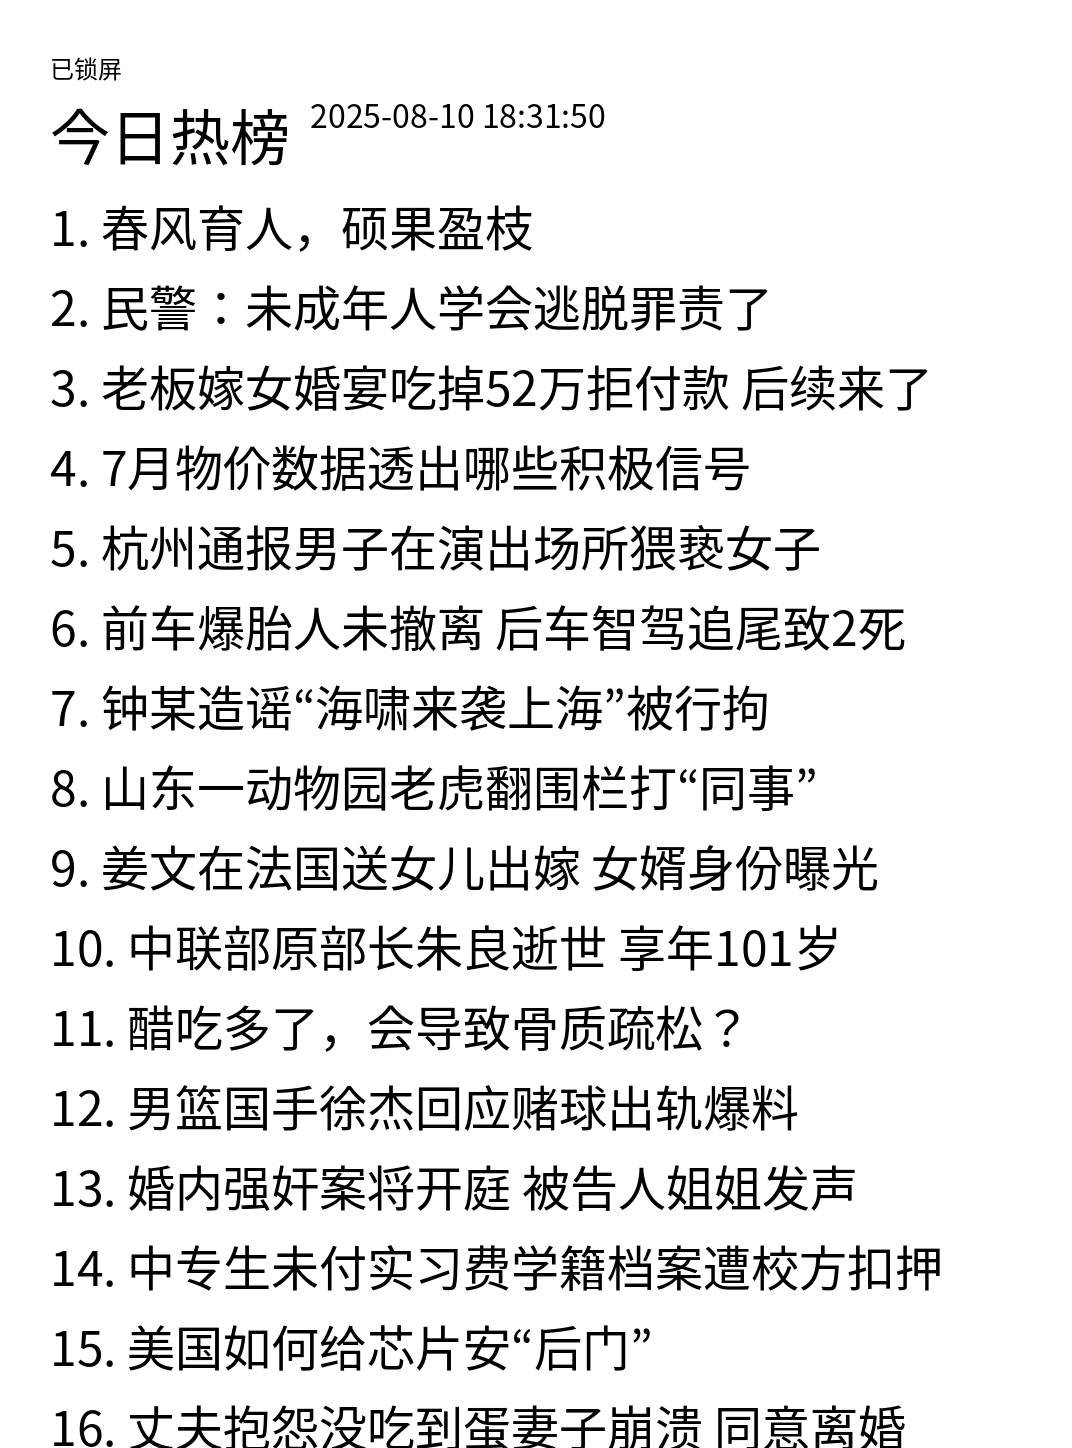 已锁屏
今日热榜 2025-08-10 18:31:50
1. 春风育人，硕果盈枝
2. 民警：未成年人学会逃脱罪责了
3. 老板嫁女婚宴吃掉52万拒付款 后续来了
4. 7月物价数据透出哪些积极信号
5. 杭州通报男子在演出场所猥亵女子
6. 前车爆胎人未撤离 后车智驾追尾致2死
7. 钟某造谣“海啸来袭上海”被行拘
8. 山东一动物园老虎翻围栏打“同事”
9. 姜文在法国送女儿出嫁 女婿身份曝光
10. 中联部原部长朱良逝世 享年101岁
11. 醋吃多了，会导致骨质疏松？
12. 男篮国手徐杰回应赌球出轨爆料
13. 婚内强奸案将开庭 被告人姐姐发声
14. 中专生未付实习费学籍档案遭校方扣押
15. 美国如何给芯片安“后门”
16. 丈夫抱怨没吃到蛋妻子崩溃 同意离婚